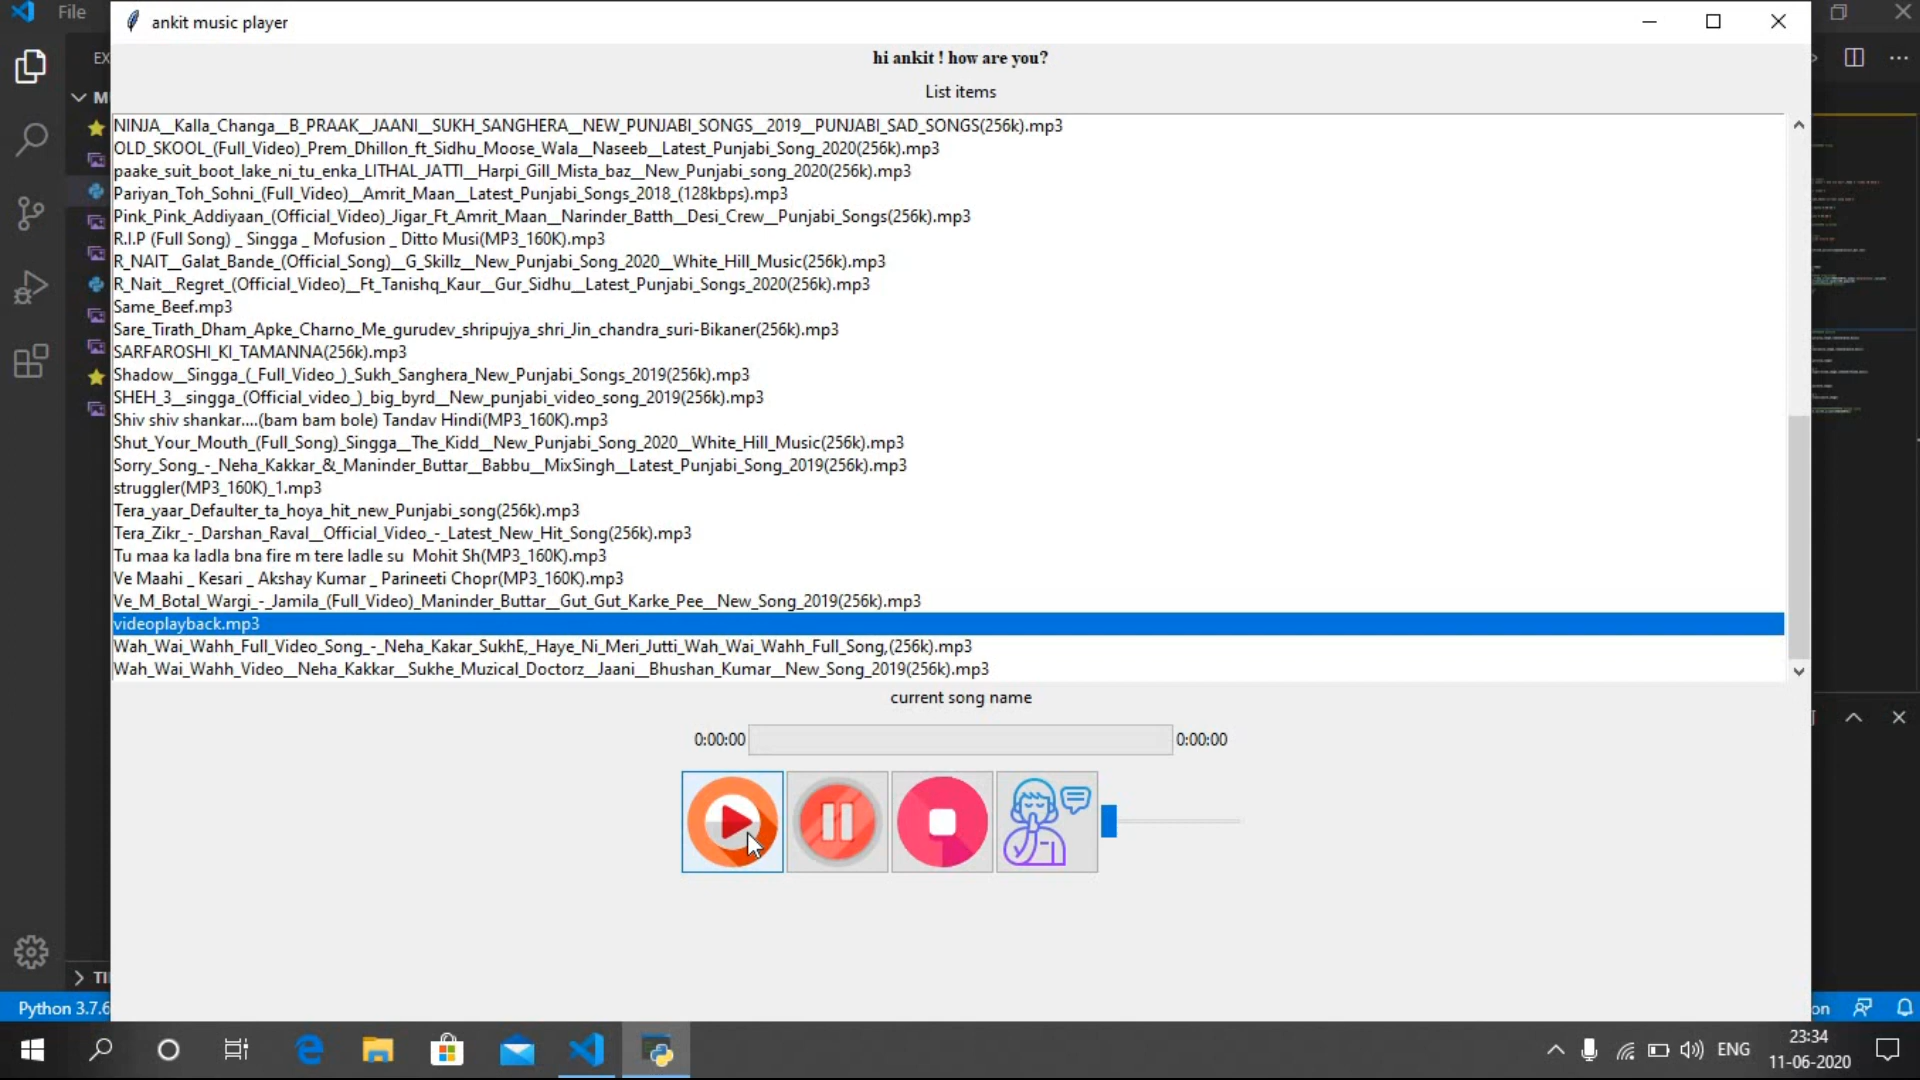 File
ankit music player
EX
hi ankit ! how are you?
List items
M
NINJA__Kalla_Changa__B_PRAAK__JAANI__SUKH_SANGHERA__NEW_PUNJABI_SONGS__2019__PUNJABI_SAD_SONGS(256k).mp3
OLD_SKOOL_(Full_Video)_Prem_Dhillon_ft_Sidhu_Moose_Wala__Naseeb__Latest_Punjabi_Song_2020(256k).mp3
paake_suit_boot_lake_ni_tu_enka_LITHAL_JATTI__Harpi_Gill_Mista_baz__New_Punjabi_song_2020(256k).mp3
Pariyan_Toh_Sohni_(Full_Video)__Amrit_Maan__Latest_Punjabi_Songs_2018_(128kbps).mp3
Pink_Pink_Addiyaan_(Official_Video)_Jigar_Ft_Amrit_Maan__Narinder_Batth__Desi_Crew__Punjabi_Songs(256k).mp3
R.I.P (Full Song) _ Singga _ Mofusion _ Ditto Musi(MP3_160K).mp3
R_NAIT__Galat_Bande_(Official_Song)__G_Skillz__New_Punjabi_Song_2020__White_Hill_Music(256k).mp3
R_Nait__Regret_(Official_Video)__Ft_Tanishq_Kaur__Gur_Sidhu__Latest_Punjabi_Songs_2020(256k).mp3
Same_Beef.mp3
Sare_Tirath_Dham_Apke_Charno_Me_gurudev_shripujya_shri_Jin_chandra_suri-Bikaner(256k).mp3
SARFAROSHI_KI_TAMANNA(256k).mp3
Shadow__Singga_(_Full_Video_)_Sukh_Sanghera_New_Punjabi_Songs_2019(256k).mp3
SHEH_3__singga_(Official_video_)_big_byrd__New_punjabi_video_song_2019(256k).mp3
Shiv shiv shankar....(bam bam bole) Tandav Hindi(MP3_160K).mp3
Shut_Your_Mouth_(Full_Song)_Singga__The_Kidd__New_Punjabi_Song_2020__White_Hill_Music(256k).mp3
Sorry_Song_-_Neha_Kakkar_&_Maninder_Buttar__Babbu__MixSingh__Latest_Punjabi_Song_2019(256k).mp3
struggler(MP3_160K)_1.mp3
Tera_yaar_Defaulter_ta_hoya_hit_new_Punjabi_song(256k).mp3
Tera_Zikr_-_Darshan_Raval__Official_Video_-_Latest_New_Hit_Song(256k).mp3
Tu maa ka ladla bna fire m tere ladle su  Mohit Sh(MP3_160K).mp3
Ve Maahi _ Kesari _ Akshay Kumar _ Parineeti Chopr(MP3_160K).mp3
Ve_M_Botal_Wargi_-_Jamila_(Full_Video)_Maninder_Buttar__Gut_Gut_Karke_Pee__New_Song_2019(256k).mp3
videoplayback.mp3
Wah_Wai_Wahh_Full_Video_Song_-_Neha_Kakar_SukhE,_Haye_Ni_Meri_Jutti_Wah_Wai_Wahh_Full_Song,(256k).mp3
Wah_Wai_Wahh_Video__Neha_Kakkar__Sukhe_Muzical_Doctorz__Jaani__Bhushan_Kumar__New_Song_2019(256k).mp3
current song name
0:00:00 0:00:00
TI
Python 3.7.6
on
ENG
23:34
11-06-2020